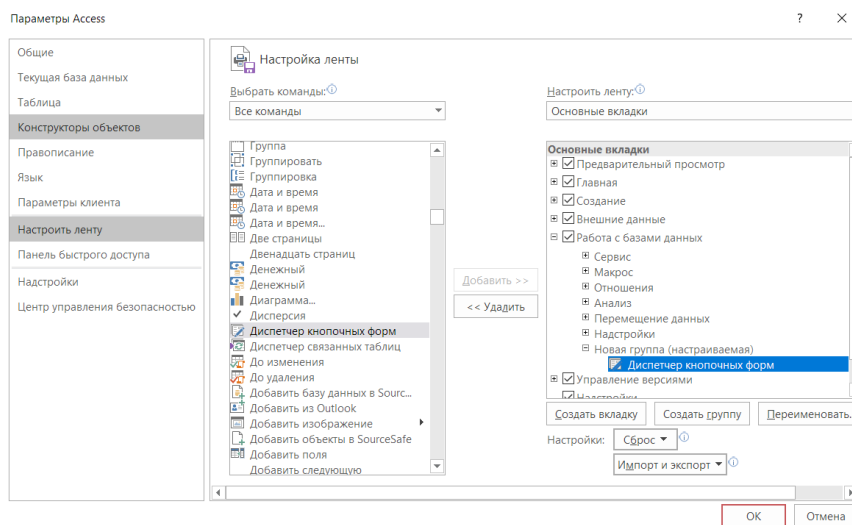 Параметры Access
?
Общие
Текущая база данных
Таблица
Конструкторы объектов
Правописание
Язык
Параметры клиента
Настроить ленту
Панель быстрого доступа
Надстройки
Центр управления безопасностью
Настройка ленты
Выбрать команды:
Все команды
Группа
Группировать
Группировка
Дата и время
Дата и время
Дата и время...
Две страницы
Двенадцать страниц
Денежный
Денежный
Диаграмма...
Дисперсия
Диспетчер кнопочных форм
Диспетчер связанных таблиц
До изменения
До удаления
Добавить базу данных в Sourc...
Добавить из Outlook
Добавить изображение
Добавить объекты в SourceSafe
Добавить поля
Добавить следующую
Добавить >>
<< Удалить
Настроить ленту:
Основные вкладки
Основные вкладки
Предварительный просмотр
Главная
Создание
Внешние данные
Работа с базами данных
Сервис
Макрос
Отношения
Анализ
Перемещение данных
Надстройки
Новая группа (настраиваемая)
Диспетчер кнопочных форм
Управление версиями
Надстройки
Создать вкладку
Создать группу
Переименовать.
Настройки:
Сброс
Импорт и экспорт
ОК
Отмена